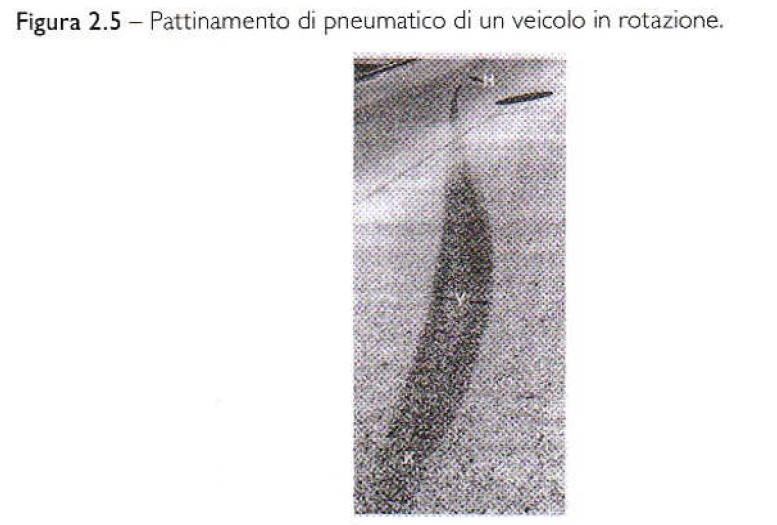 Figura 2.5 – Pattinamento di pneumatico di un veicolo in rotazione.
H
V
K